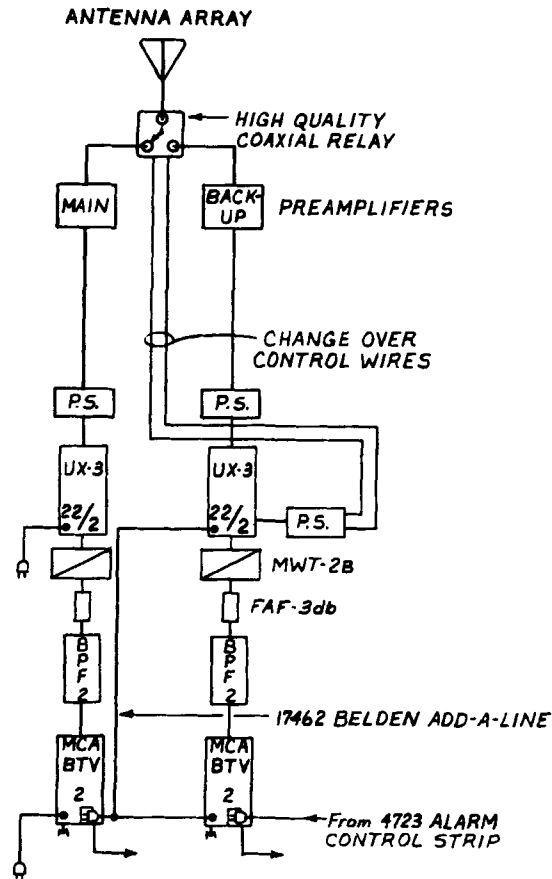 ANTENNA ARRAY
HIGH QUALITY
COAXIAL RELAY
MAIN
BACK-
UP
PREAMPLIFIERS
CHANGE OVER
CONTROL WIRES
P.S.
P.S.
UX-3
22/2
UX-3
22/2
P.S.
MWT-2B
FAF-3db
B
P
F
2
B
P
F
2
17462 BELDEN ADD-A-LINE
MCA
BTV
2
MCA
BTV
2
From 4723 ALARM
CONTROL STRIP